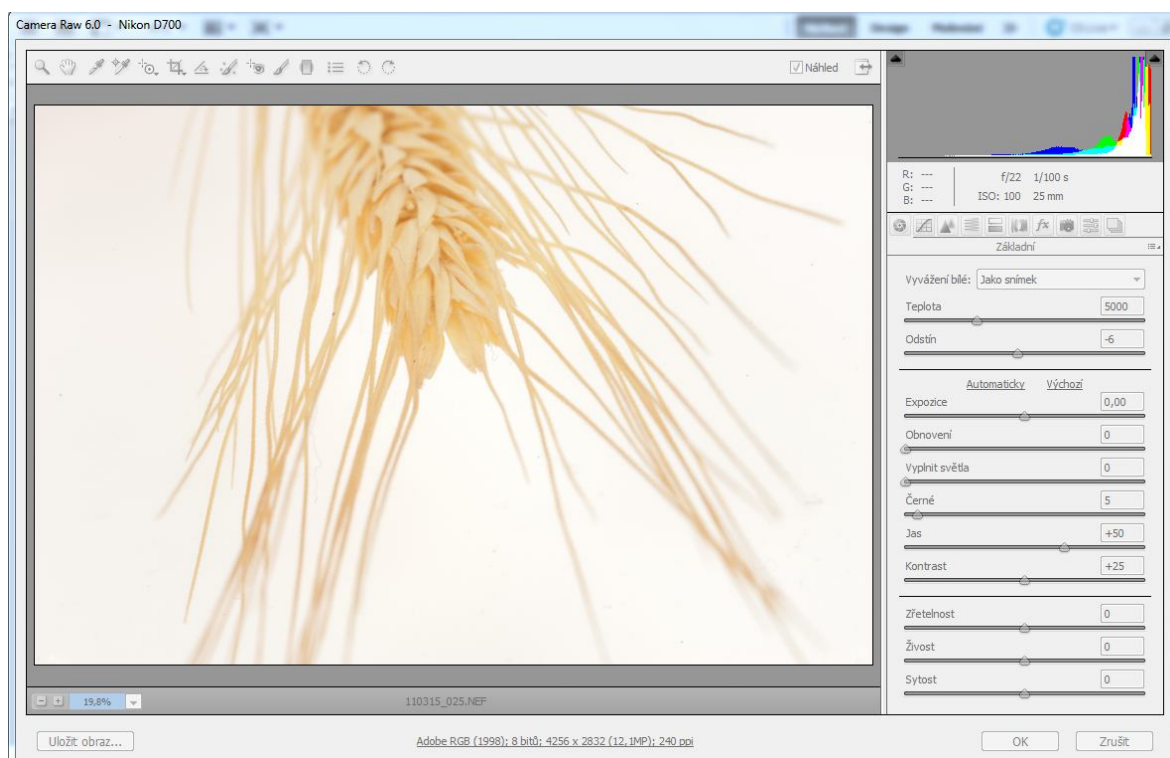 Camera Raw 6.0 - Nikon D700
Náhled
R: ---
G: ---
B: ---
f/22 1/100 s
ISO: 100 25 mm
fx
Základní
Vyvážení bílé: Jako snímek
Teplota 5000
Odstín -6
Automaticky Výchozí
Expozice 0,00
Obnovení 0
Vyplnit světla 0
Černé 5
Jas +50
Kontrast +25
Zřetelnost 0
Živost 0
Sytost 0
19,8% 110315_025.NEF
Uložit obraz... Adobe RGB (1998); 8 bitů; 4256 x 2832 (12,1MP); 240 ppi OK Zrušit